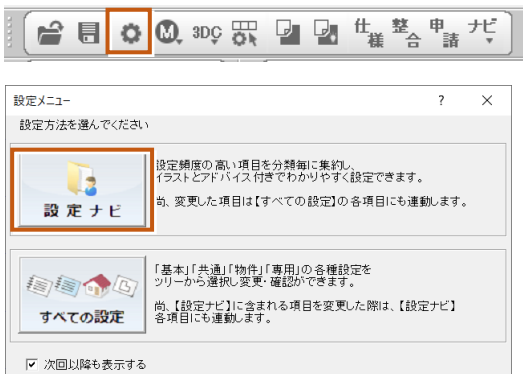 M 3DC 仕様 整合 申請 ナビ
設定メニュー ? ×
設定方法を選んでください
設定ナビ
設定頻度の高い項目を分類毎に集約し、
イラストとアドバイス付きでわかりやすく設定できます。
尚、変更した項目は【すべての設定】の各項目にも連動します。
すべての設定
「基本」「共通」「物件」「専用」の各種設定を
ツリーから選択し変更・確認ができます。
尚、【設定ナビ】に含まれる項目を変更した際は、【設定ナビ】
各項目にも連動します。
次回以降も表示する